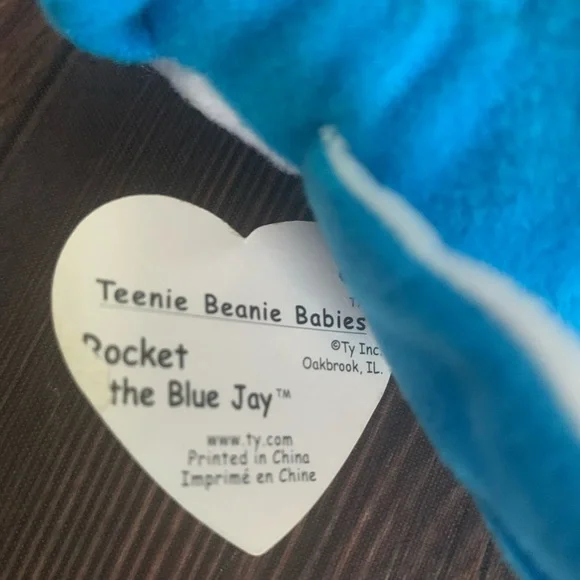 Teenie Beanie Babies
Rocket
the Blue Jay™
©Ty Inc.
Oakbrook, IL.
www.ty.com
Printed in China
Imprimé en Chine